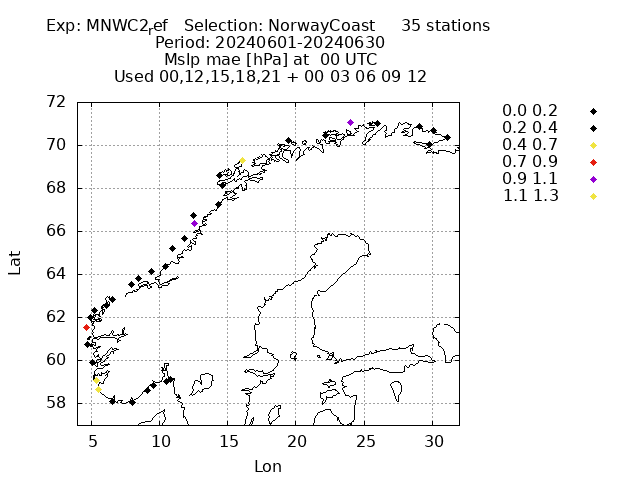 Exp: MNWC2ref Selection: NorwayCoast 35 stations
Period: 20240601-20240630
Mslp mae [hPa] at 00 UTC
Used 00,12,15,18,21 + 00 03 06 09 12
0.0 0.2
0.2 0.4
0.4 0.7
0.7 0.9
0.9 1.1
1.1 1.3
72
70
68
66
64
62
60
58
Lat
5 10 15 20 25 30
Lon